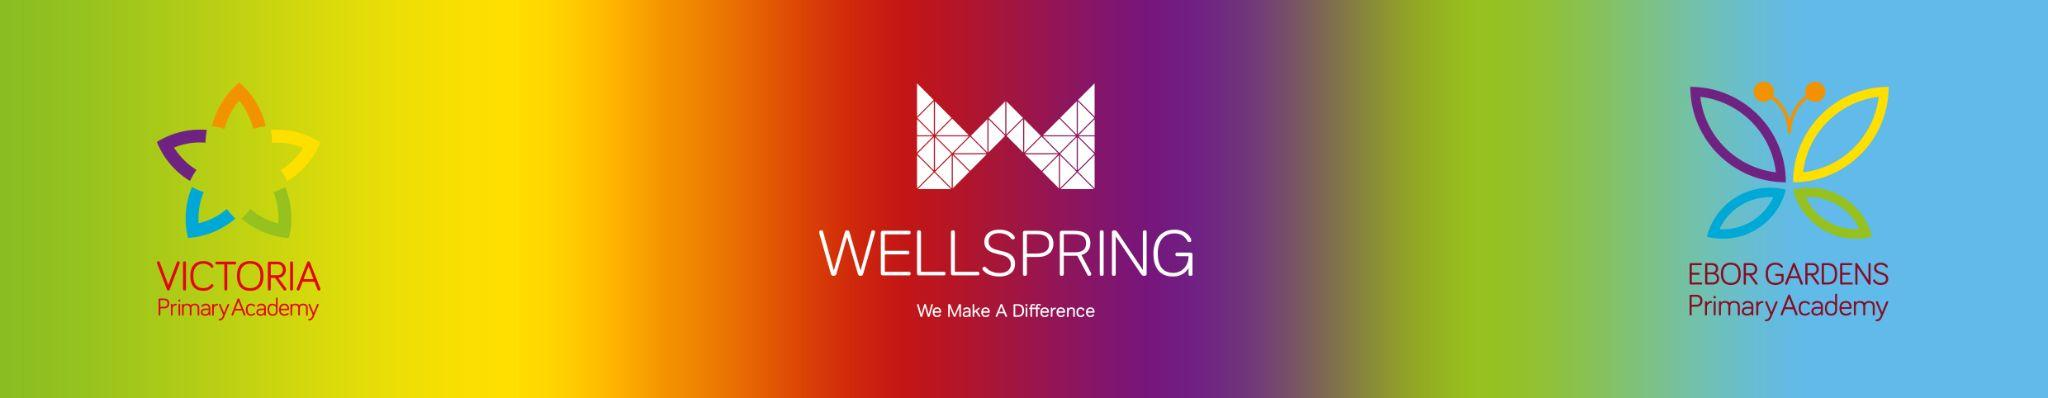 VICTORIA
Primary Academy
WELLSPRING
We Make A Difference
EBOR GARDENS
Primary Academy